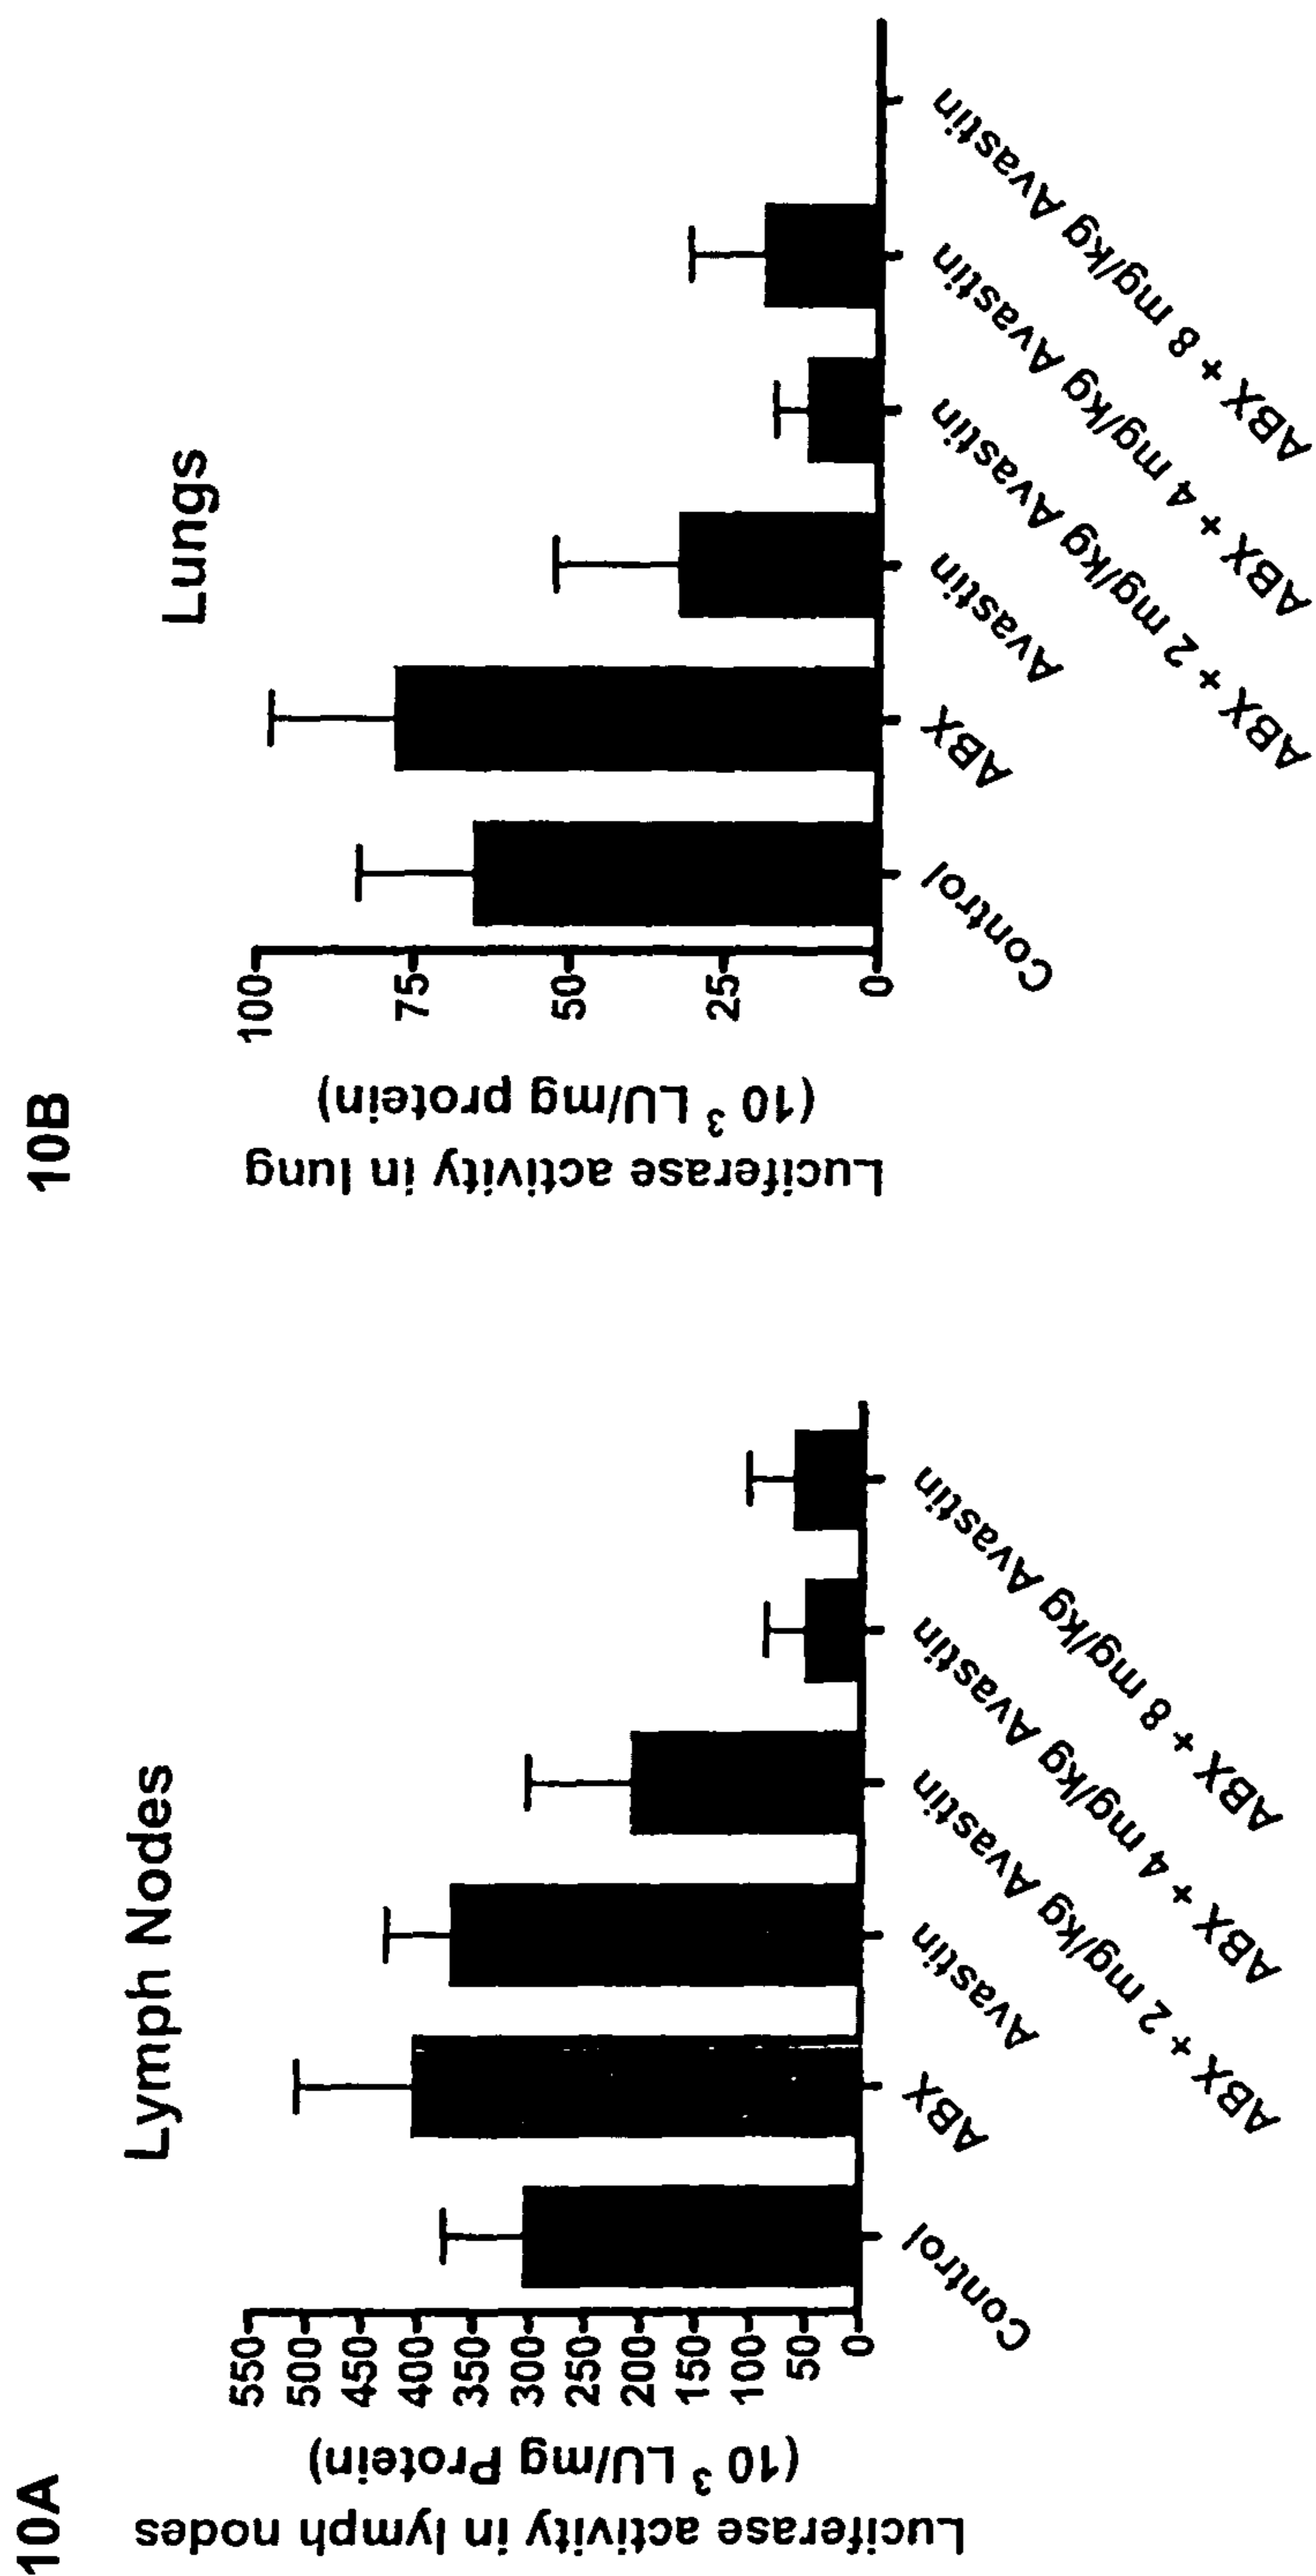 10A
Lymph Nodes
Luciferase activity in lymph nodes
(10 3 LU/mg Protein)
550
500
450
400
350
300
250
200
150
100
50
0
Control
ABX
Avastin
ABX + 2 mg/kg Avastin
ABX + 4 mg/kg Avastin
ABX + 8 mg/kg Avastin
10B
Lungs
Luciferase activity in lung
(10 3 LU/mg protein)
100
75
50
25
0
Control
ABX
Avastin
ABX + 2 mg/kg Avastin
ABX + 4 mg/kg Avastin
ABX + 8 mg/kg Avastin